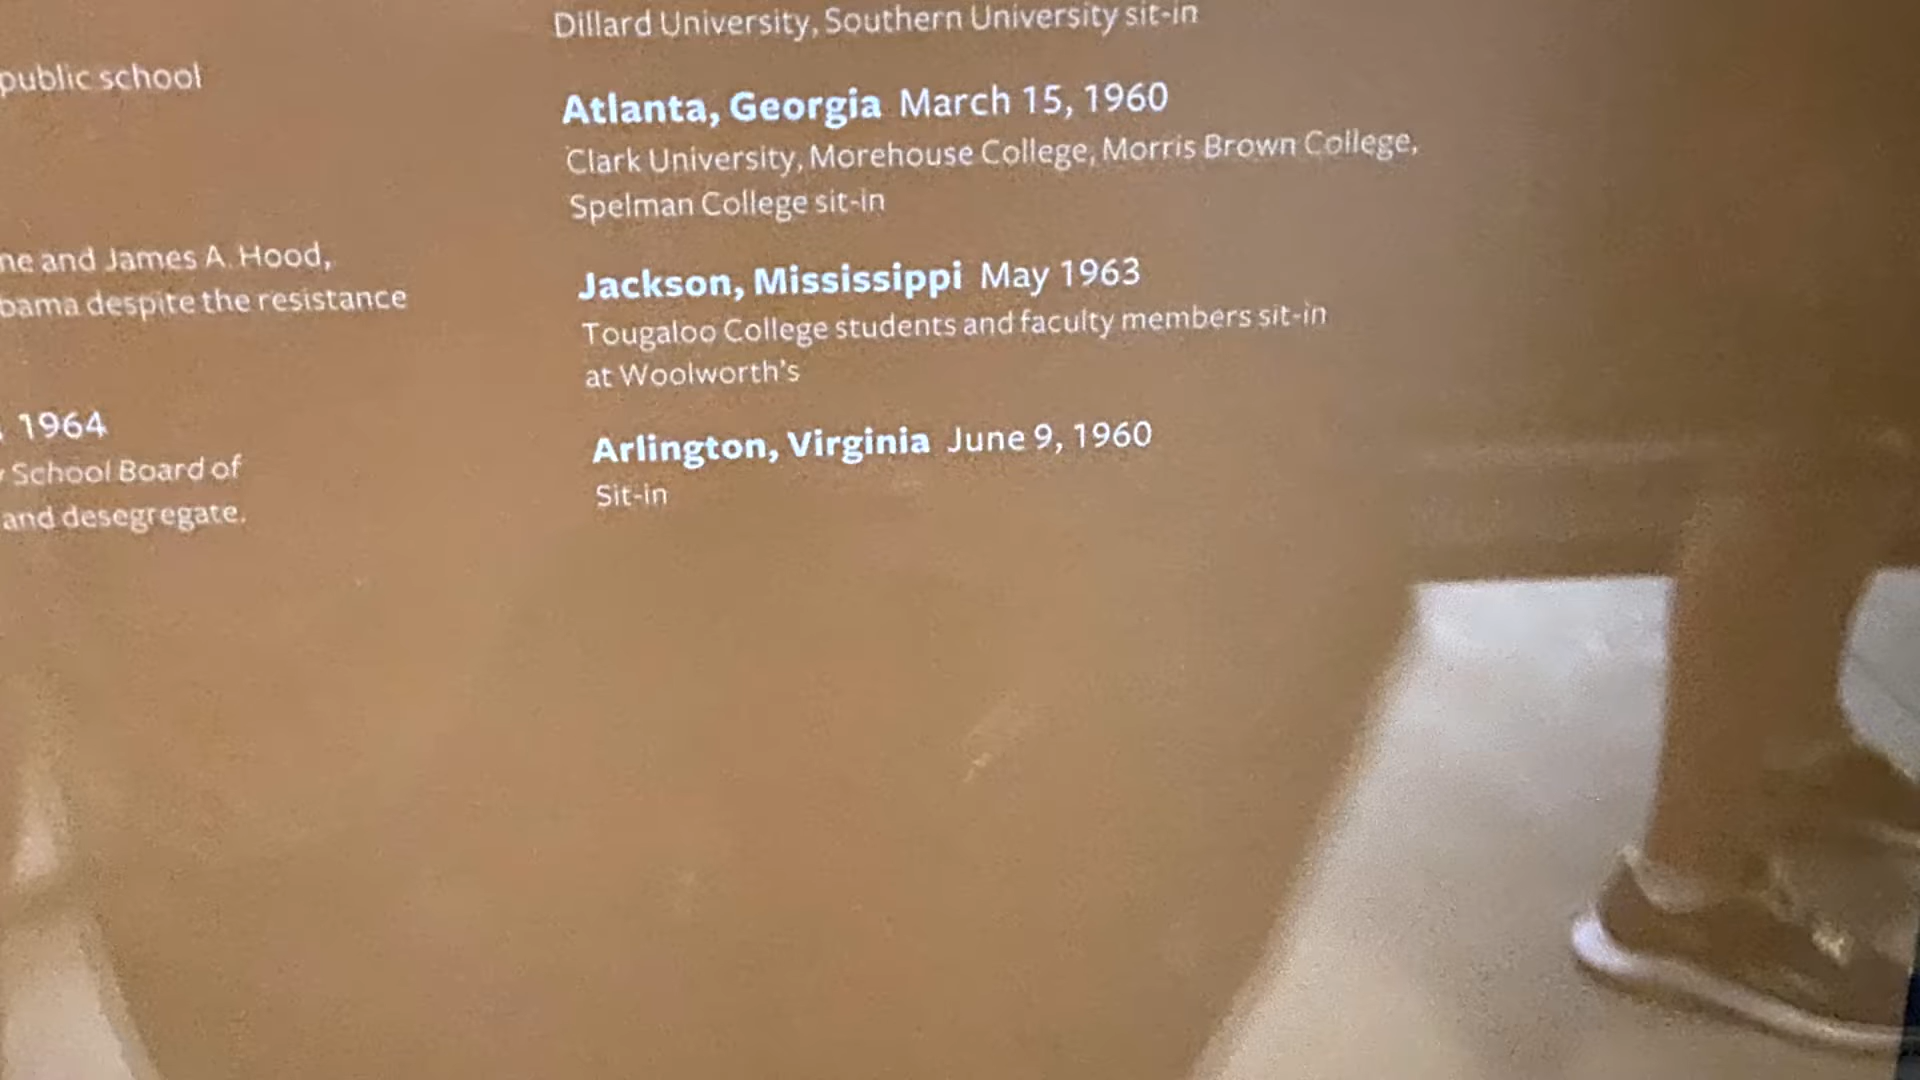 public school
ne and James A. Hood,
bama despite the resistance
, 1964
School Board of
and desegregate.
Dillard University, Southern University sit-in
Atlanta, Georgia March 15, 1960
Clark University, Morehouse College, Morris Brown College,
Spelman College sit-in
Jackson, Mississippi May 1963
Tougaloo College students and faculty members sit-in
at Woolworth's
Arlington, Virginia June 9, 1960
Sit-in